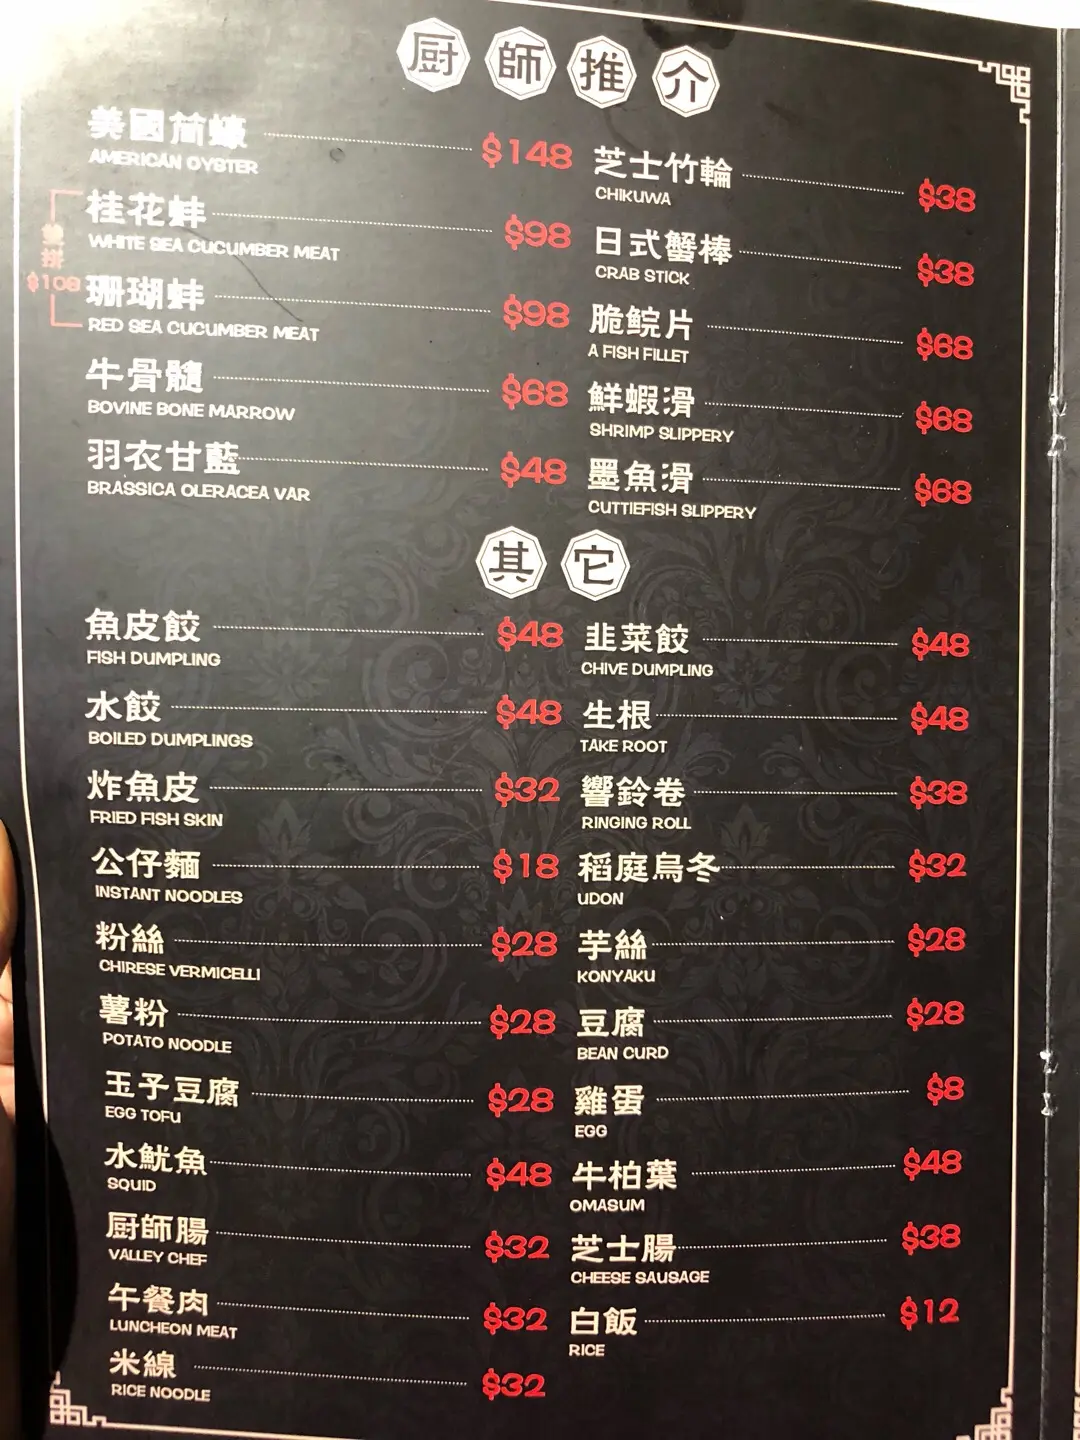 厨師推介
美國茼蠔 $148
AMERICAN OYSTER
桂花蚌 $98
WHITE SEA CUCUMBER MEAT
雙拼
$108
珊瑚蚌 $98
RED SEA CUCUMBER MEAT
牛骨髓 $68
BOVINE BONE MARROW
羽衣甘藍 $48
BRASSICA OLERACEA VAR
芝士竹輪 $38
CHIKUWA
日式蟹棒 $38
CRAB STICK
脆鯇片 $68
A FISH FILLET
鮮蝦滑 $68
SHRIMP SLIPPERY
墨魚滑 $68
CUTTIEFISH SLIPPERY
其它
魚皮餃 $48
FISH DUMPLING
水餃 $48
BOILED DUMPLINGS
炸魚皮 $32
FRIED FISH SKIN
公仔麵 $18
INSTANT NOODLES
粉絲 $28
CHIRESE VERMICELLI
薯粉 $28
POTATO NOODLE
玉子豆腐 $28
EGG TOFU
水魷魚 $48
SQUID
厨師腸 $32
VALLEY CHEF
午餐肉 $32
LUNCHEON MEAT
米線 $32
RICE NOODLE
韭菜餃 $48
CHIVE DUMPLING
生根 $48
TAKE ROOT
響鈴卷 $38
RINGING ROLL
稻庭烏冬 $32
UDON
芋絲 $28
KONYAKU
豆腐 $28
BEAN CURD
雞蛋 $8
EGG
牛柏葉 $48
OMASUM
芝士腸 $38
CHEESE SAUSAGE
白飯 $12
RICE